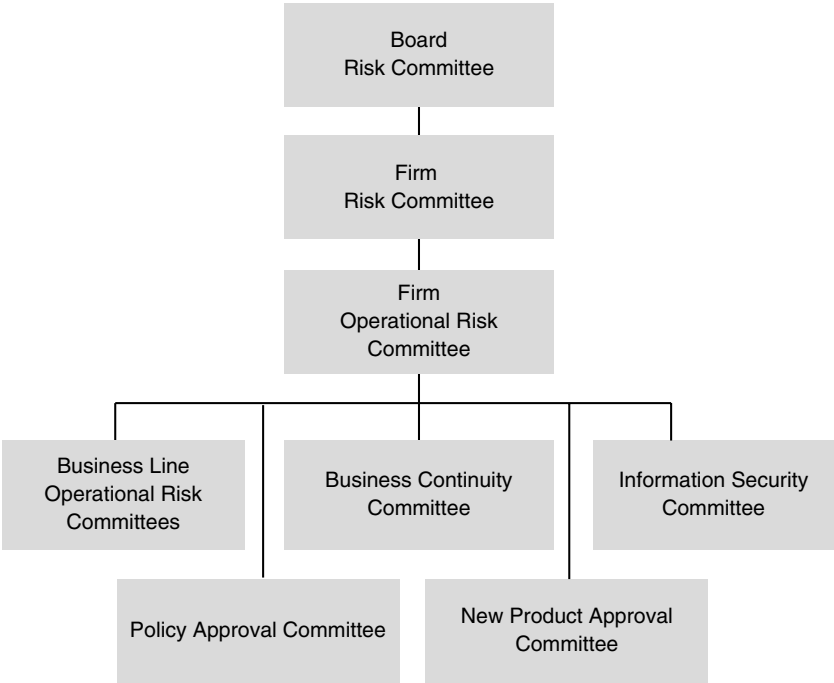 Board
Risk Committee
Firm
Risk Committee
Firm
Operational Risk
Committee
Business Line
Operational Risk
Committees
Business Continuity
Committee
Information Security
Committee
Policy Approval Committee
New Product Approval
Committee